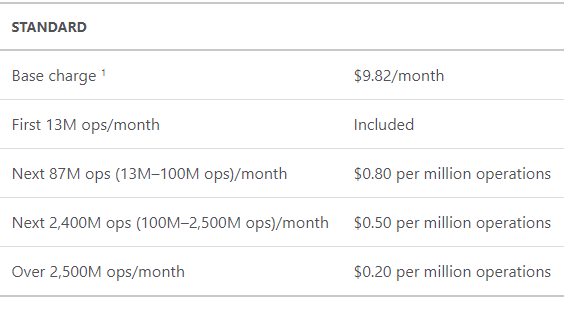 STANDARD
Base charge ¹ $9.82/month
First 13M ops/month Included
Next 87M ops (13M–100M ops)/month $0.80 per million operations
Next 2,400M ops (100M–2,500M ops)/month $0.50 per million operations
Over 2,500M ops/month $0.20 per million operations